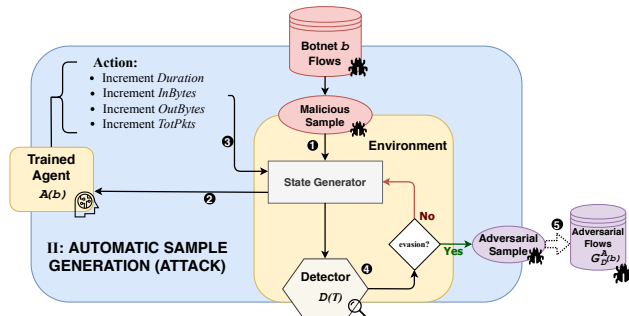 Botnet b
Flows
Action:
• Increment Duration
• Increment InBytes
• Increment OutBytes
• Increment TotPkts
Malicious
Sample
❶
Environment
❸
Trained
Agent
A(b)
State Generator
❷
No
❺
evasion?
Yes
Adversarial
Sample
Adversarial
Flows
G^A_D(b)
II: AUTOMATIC SAMPLE
GENERATION (ATTACK)
❹
Detector
D(T)